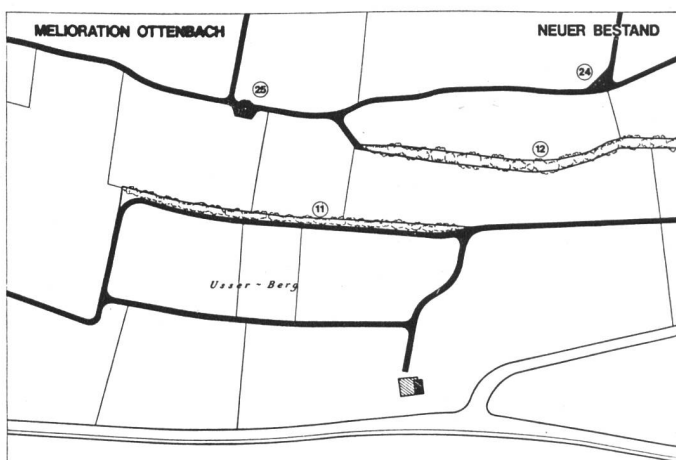 MELIORATION OTTENBACH
NEUER BESTAND
25
24
12
11
Usser - Berg